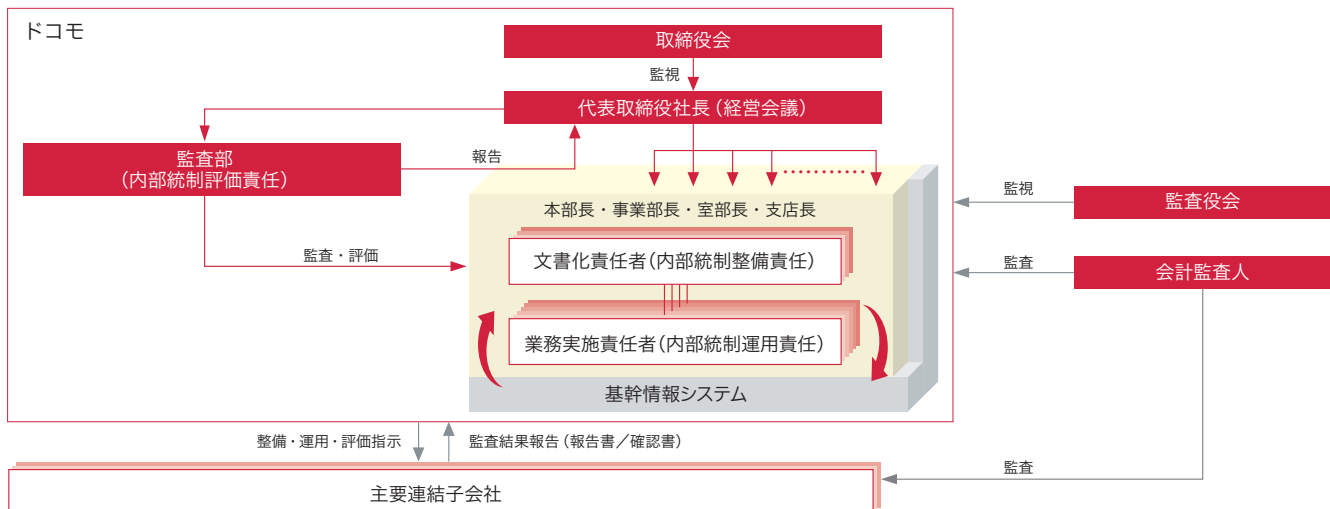 ドコモ
取締役会
監視
代表取締役社長（経営会議）
監査部
（内部統制評価責任）
報告
本部長・事業部長・室部長・支店長
監視
監査役会
監査・評価
文書化責任者（内部統制整備責任）
監査
会計監査人
業務実施責任者（内部統制運用責任）
基幹情報システム
整備・運用・評価指示
監査結果報告（報告書／確認書）
監査
主要連結子会社